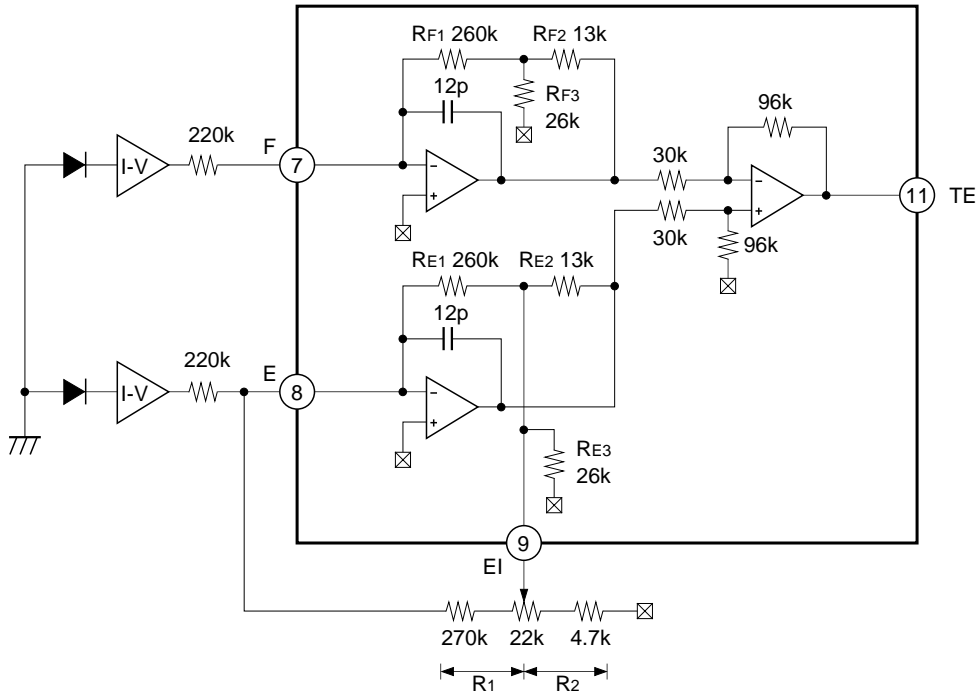 RF1 260k
RF2 13k
12p
RF3
26k
96k
220k
F
I-V
7
30k
11
TE
30k
96k
RE1 260k
RE2 13k
12p
220k
E
I-V
8
RE3
26k
9
EI
270k
22k
4.7k
R1
R2